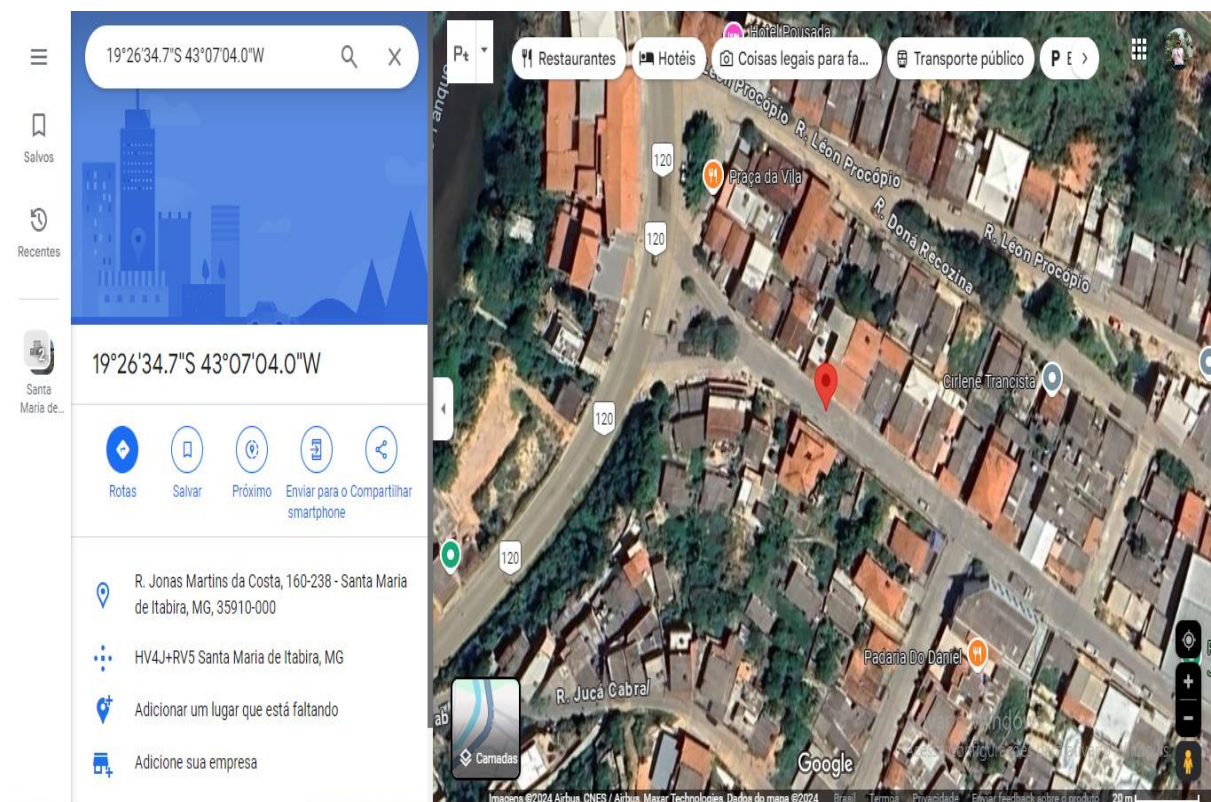 19°26'34.7"S 43°07'04.0"W
Salvos
Recentes
Santa
Maria de...
19°26'34.7"S 43°07'04.0"W
Rotas
Salvar
Próximo
Enviar para o
smartphone
Compartilhar
R. Jonas Martins da Costa, 160-238 - Santa Maria
de Itabira, MG, 35910-000
HV4J+RV5 Santa Maria de Itabira, MG
Adicionar um lugar que está faltando
Adicione sua empresa
Hotel Pousada
Restaurantes
Hotéis
Coisas legais para fa...
Transporte público
P E
R. Léon Procópio
R. Léon Procópio
120
Praça da Vila
R. Doná Recozina
120
Cirlene Trancista
120
120
Padaria Do Daniel
R. Jucá Cabral
Camadas
Google
Imagens ©2024 Airbus, CNES / Airbus, Maxar Technologies, Dados do mapa ©2024
Brasil
Termos
Privacidade
Enviar feedback sobre o produto
20 m